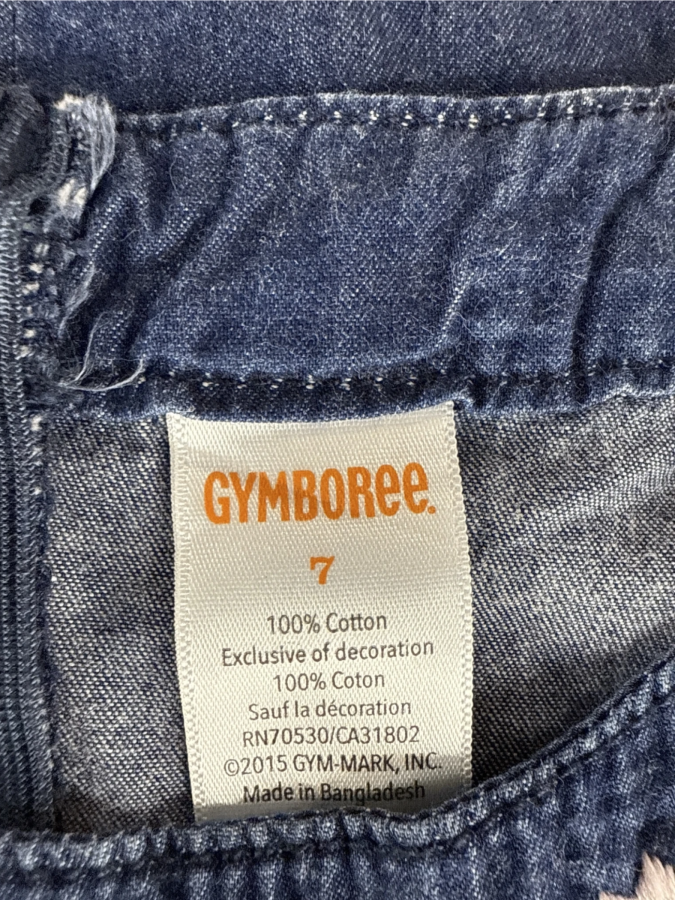 GYMBOREE.
7
100% Cotton
Exclusive of decoration
100% Coton
Sauf la décoration
RN70530/CA31802
©2015 GYM-MARK, INC.
Made in Bangladesh